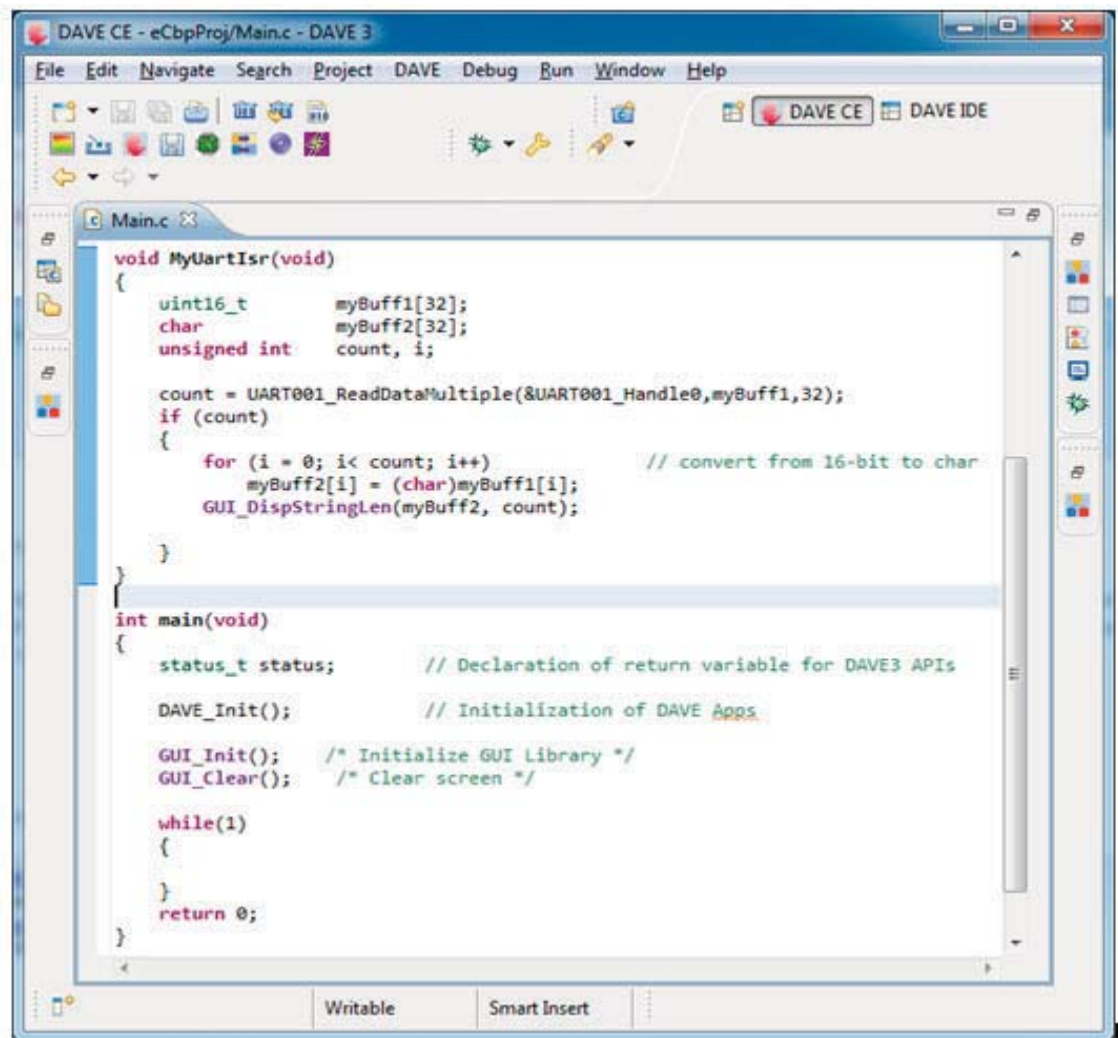 DAVE CE - eCbpProj/Main.c - DAVE 3
File Edit Navigate Search Project DAVE Debug Run Window Help
DAVE CE DAVE IDE
Main.c
void MyUartIsr(void)
{
uint16_t myBuff1[32];
char myBuff2[32];
unsigned int count, i;
count = UART001_ReadDataMultiple(&UART001_Handle0,myBuff1,32);
if (count)
{
for (i = 0; i< count; i++) // convert from 16-bit to char
myBuff2[i] = (char)myBuff1[i];
GUI_DispStringLen(myBuff2, count);
}
}
int main(void)
{
status_t status; // Declaration of return variable for DAVE3 APIs
DAVE_Init(); // Initialization of DAVE Apps
GUI_Init(); /* Initialize GUI Library */
GUI_Clear(); /* Clear screen */
while(1)
{
}
return 0;
}
Writable Smart Insert